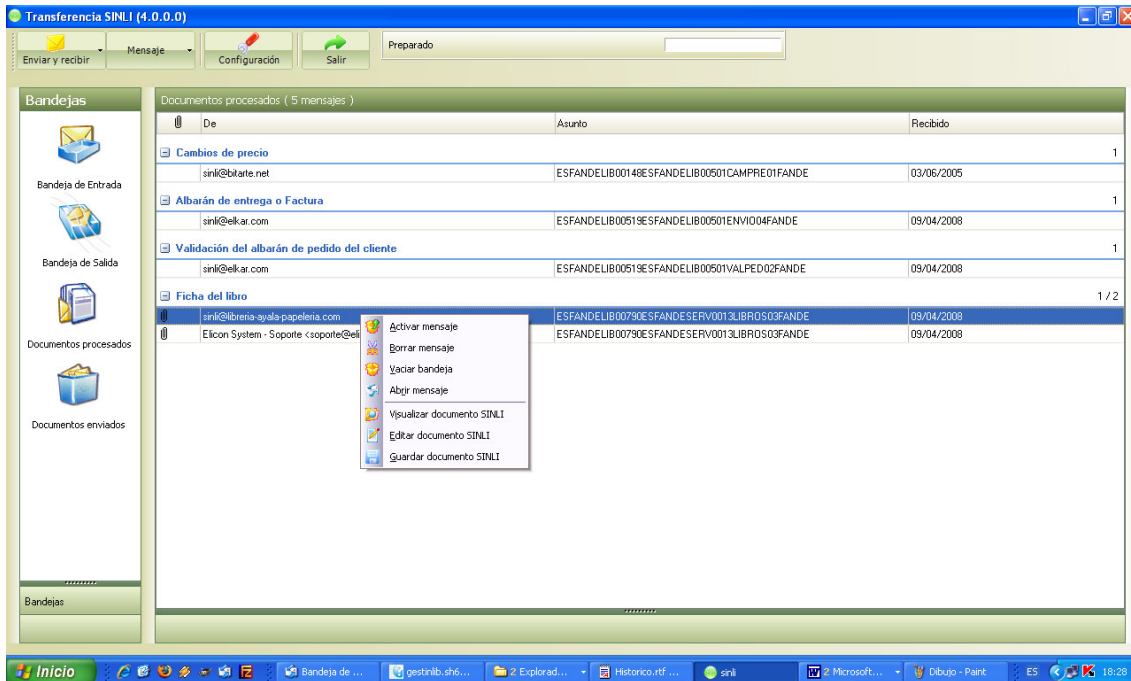 Transferencia SINLI (4.0.0.0)
Enviar y recibir
Mensaje
Configuración
Salir
Preparado
Bandejas
Bandeja de Entrada
Bandeja de Salida
Documentos procesados
Documentos enviados
Bandejas
Documentos procesados ( 5 mensajes )
De Asunto Recibido
Cambios de precio 1
sinli@bitarte.net ESFANDELIB00148ESFANDELIB00501CAMPRE01FANDE 03/06/2005
Albarán de entrega o Factura 1
sinli@elkar.com ESFANDELIB00519ESFANDELIB00501ENVIO04FANDE 09/04/2008
Validación del albarán de pedido del cliente 1
sinli@elkar.com ESFANDELIB00519ESFANDELIB00501VALPED02FANDE 09/04/2008
Ficha del libro 1 / 2
sinli@libreria-ayala-papeleria.com ESFANDELIB00790ESFANDESERV0013LIBROS03FANDE 09/04/2008
Elicon System - Soporte <soporte@eli ESFANDELIB00790ESFANDESERV0013LIBROS03FANDE 09/04/2008
Activar mensaje
Borrar mensaje
Vaciar bandeja
Abrir mensaje
Visualizar documento SINLI
Editar documento SINLI
Guardar documento SINLI
Inicio
Bandeja de ...
gestinlib.sh6...
2 Explorad...
Historico.rtf ...
sinli
2 Microsoft...
Dibujo - Paint
ES
18:28